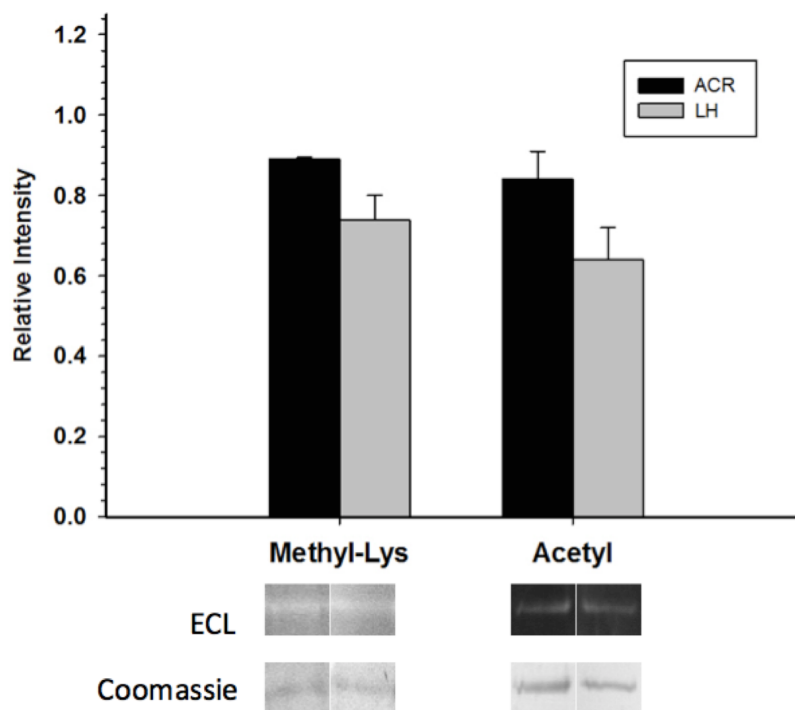 1.2
1.0
0.8
0.6
0.4
0.2
0.0
Relative Intensity
ACR
LH
Methyl-Lys Acetyl
ECL
Coomassie